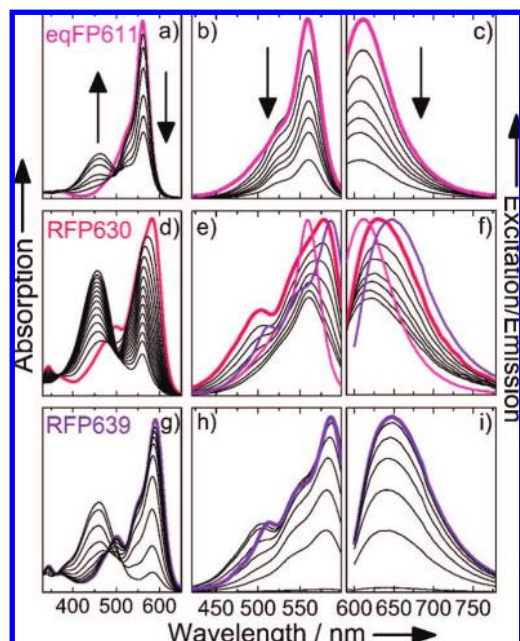 eqFP611 a) b) c)
RFP630 d) e) f)
RFP639 g) h) i)
Absorption
Excitation/Emission
400 500 600 450 500 550 600 650 700 750
Wavelength / nm